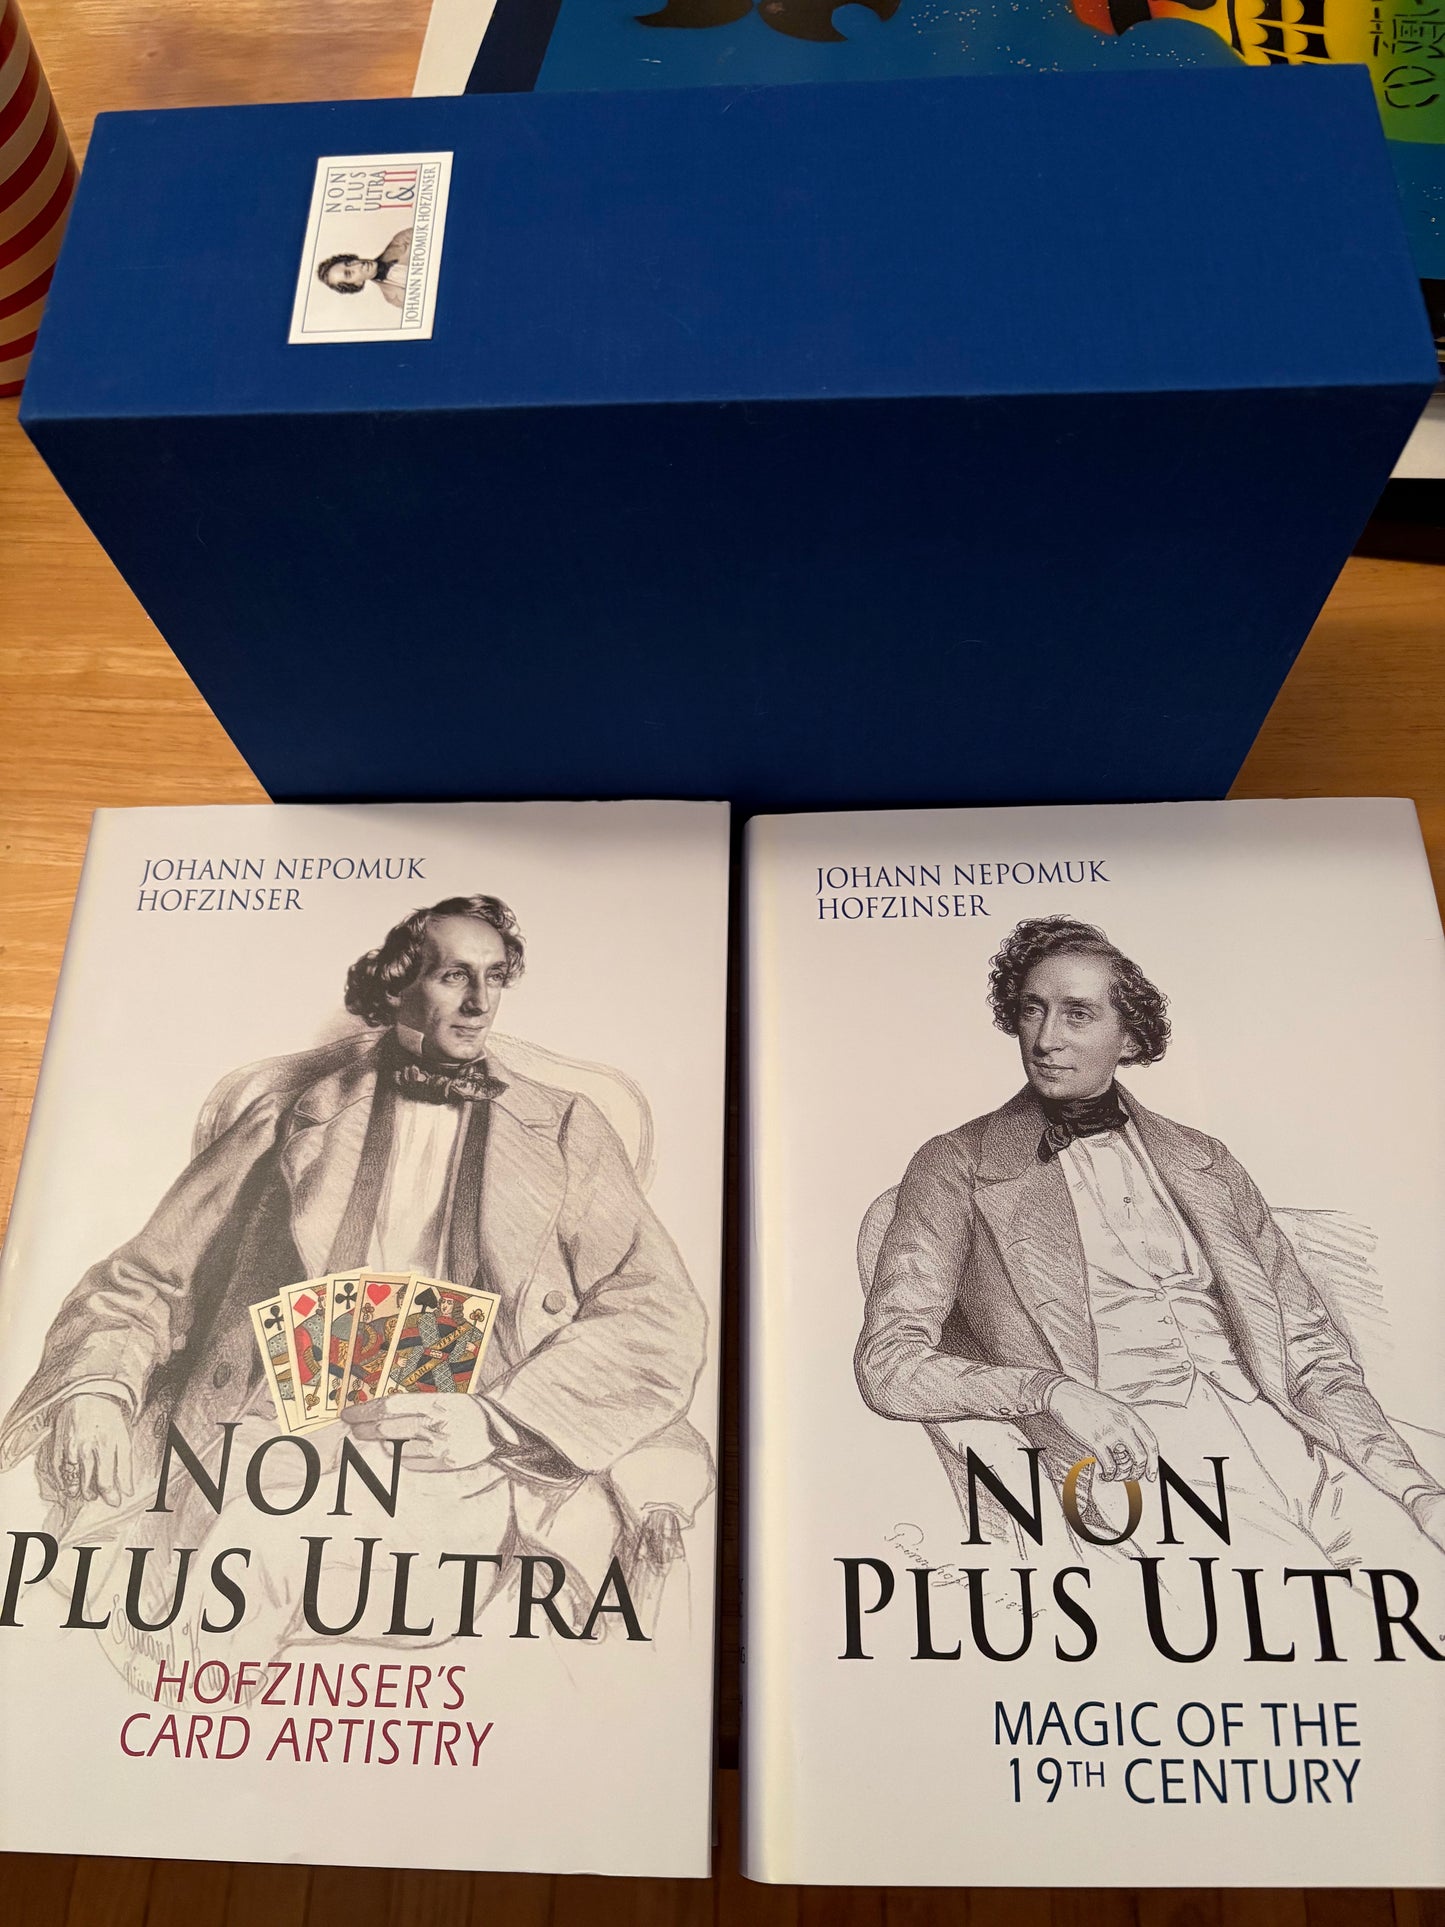 NON
PLUS
ULTRA
I & II
JOHANN NEPOMUK HOFZINSER
JOHANN NEPOMUK
HOFZINSER
NON
PLUS ULTRA
HOFZINSER'S
CARD ARTISTRY
JOHANN NEPOMUK
HOFZINSER
NON
PLUS ULTR
MAGIC OF THE
19TH CENTURY